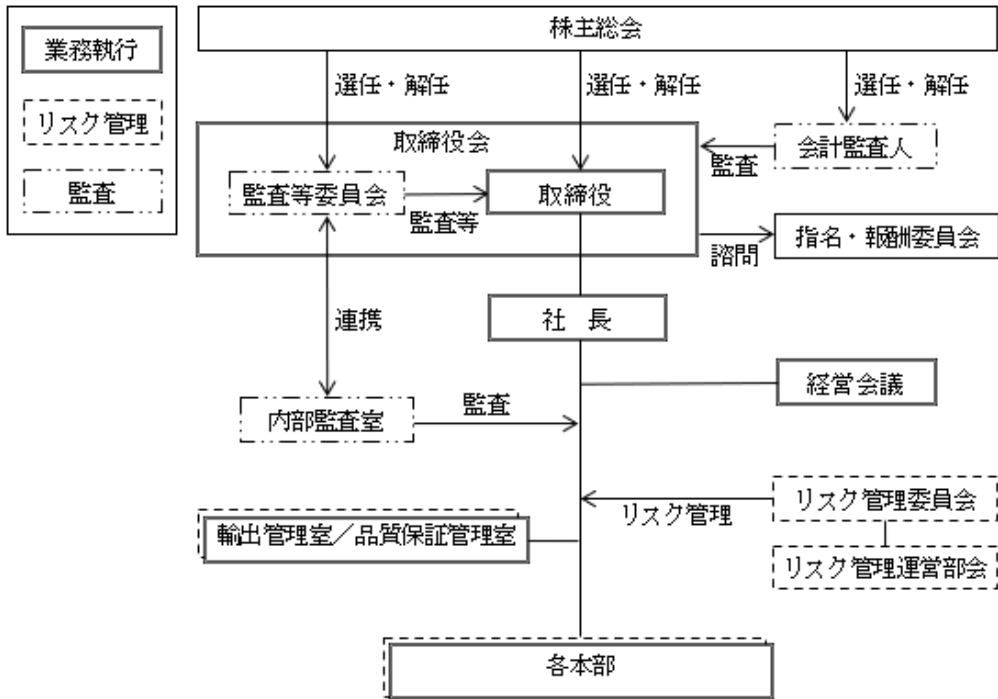 業務執行
リスク管理
監査
株主総会
選任・解任
選任・解任
選任・解任
取締役会
会計監査人
監査
監査等委員会
監査等
取締役
諮問
指名・報酬委員会
連携
社　長
経営会議
内部監査室
監査
リスク管理
リスク管理委員会
輸出管理室／品質保証管理室
リスク管理運営部会
各本部